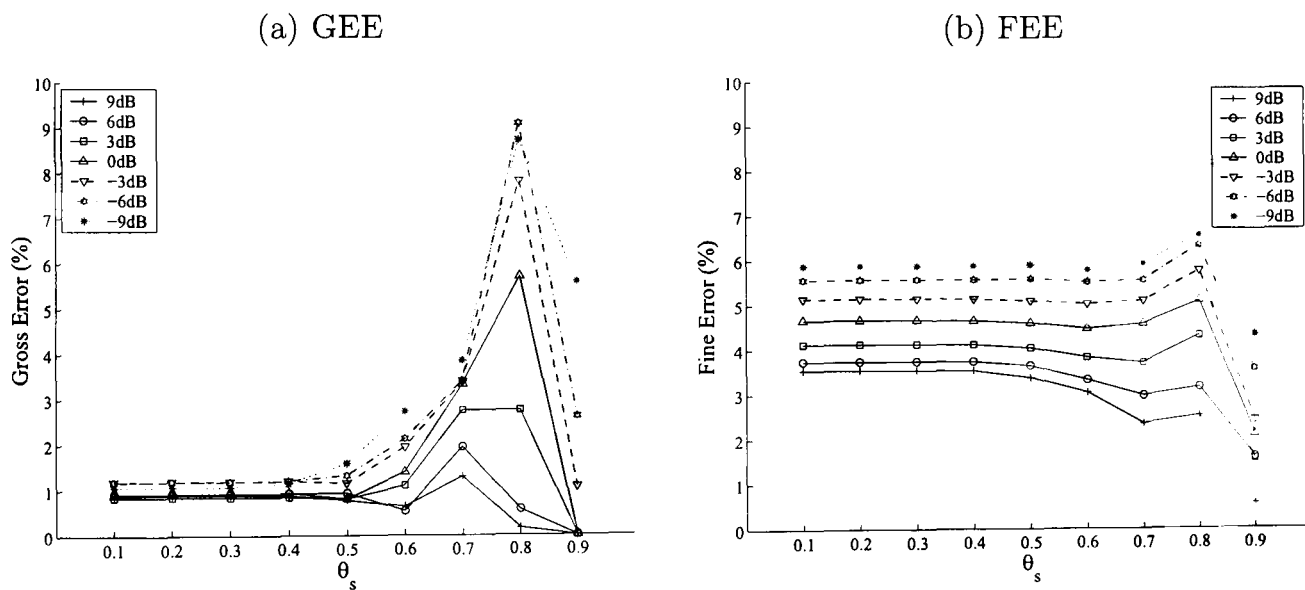 (a) GEE
10
9
8
7
6
5
4
3
2
1
0
Gross Error (%)
9dB
6dB
3dB
0dB
−3dB
−6dB
−9dB
0.1 0.2 0.3 0.4 0.5 0.6 0.7 0.8 0.9
θs
(b) FEE
10
9
8
7
6
5
4
3
2
1
0
Fine Error (%)
9dB
6dB
3dB
0dB
−3dB
−6dB
−9dB
0.1 0.2 0.3 0.4 0.5 0.6 0.7 0.8 0.9
θs